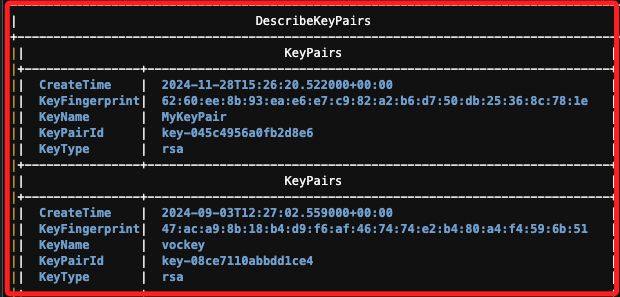 DescribeKeyPairs
KeyPairs
CreateTime | 2024-11-28T15:26:20.522000+00:00
KeyFingerprint| 62:60:ee:8b:93:ea:e6:e7:c9:82:a2:b6:d7:50:db:25:36:8c:78:1e
KeyName | MyKeyPair
KeyPairId | key-045c4956a0fb2d8e6
KeyType | rsa
KeyPairs
CreateTime | 2024-09-03T12:27:02.559000+00:00
KeyFingerprint| 47:ac:a9:8b:18:b4:d9:f6:af:46:74:74:e2:b4:80:a4:f4:59:6b:51
KeyName | vockey
KeyPairId | key-08ce7110abbdd1ce4
KeyType | rsa